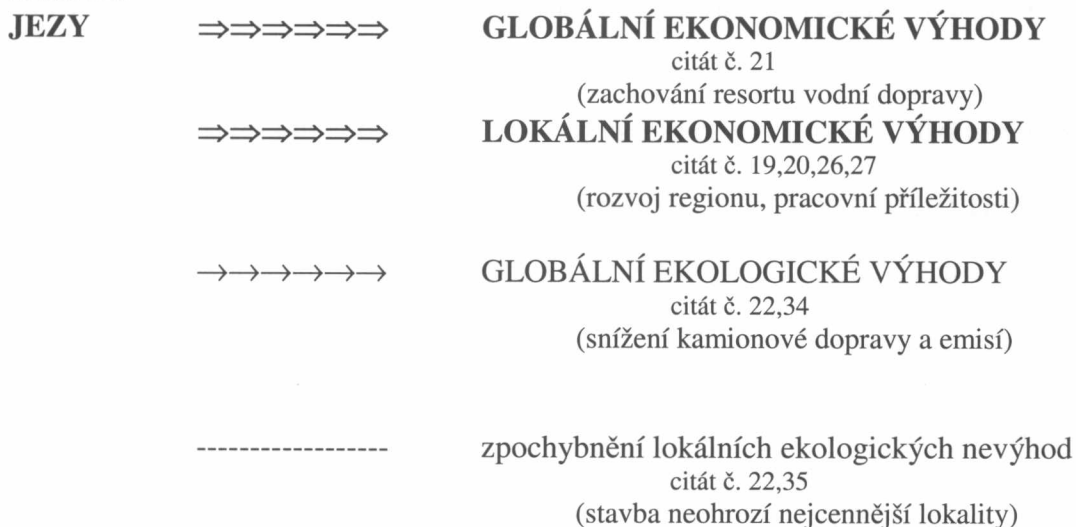 JEZY ⇒⇒⇒⇒⇒⇒ GLOBÁLNÍ EKONOMICKÉ VÝHODY
citát č. 21
(zachování resortu vodní dopravy)
⇒⇒⇒⇒⇒⇒ LOKÁLNÍ EKONOMICKÉ VÝHODY
citát č. 19,20,26,27
(rozvoj regionu, pracovní příležitosti)
→→→→→→ GLOBÁLNÍ EKOLOGICKÉ VÝHODY
citát č. 22,34
(snížení kamionové dopravy a emisí)
------------------ zpochybnění lokálních ekologických nevýhod
citát č. 22,35
(stavba neohrozí nejcennější lokality)